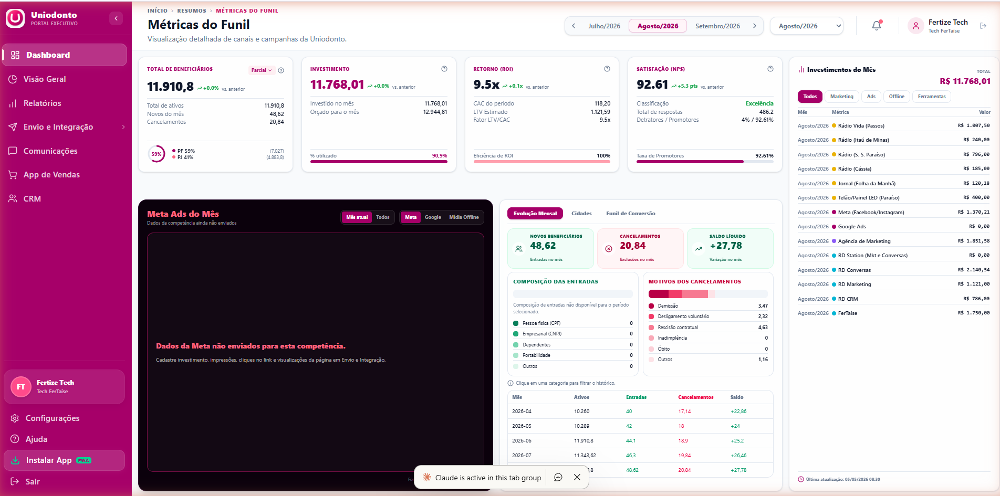 Uniodonto
PORTAL EXECUTIVO
Dashboard
Visão Geral
Relatórios
Envio e Integração
Comunicações
App de Vendas
CRM
FT
Fertize Tech
Tech FerTaise
Configurações
Ajuda
Instalar App PWA
Sair
INÍCIO > RESUMOS > MÉTRICAS DO FUNIL
Métricas do Funil
Visualização detalhada de canais e campanhas da Uniodonto.
Julho/2026 Agosto/2026 Setembro/2026
Agosto/2026
Fertize Tech
Tech FerTaise
TOTAL DE BENEFICIÁRIOS Parcial
11.910,8 +0,0% vs. anterior
Total de ativos 11.910,8
Novos do mês 48,62
Cancelamentos 20,84
59%
PF 59% (7.027)
PJ 41% (4.883,8)
INVESTIMENTO
11.768,01 +0,0% vs. anterior
Investido no mês 11.768,01
Orçado para o mês 12.944,81
% utilizado 90,9%
RETORNO (ROI)
9.5x +0,1x vs. anterior
CAC do período 118,20
LTV Estimado 1.121,59
Fator LTV/CAC 9.5x
Eficiência de ROI 100%
SATISFAÇÃO (NPS)
92.61 +5.3 pts vs. anterior
Classificação Excelência
Total de respostas 486.2
Detratores / Promotores 4% / 92.61%
Taxa de Promotores 92.61%
Meta Ads do Mês
Dados da competência ainda não enviados
Mês atual Todos
Meta Google Mídia Offline
Dados da Meta não enviados para esta competência.
Cadastre investimento, impressões, cliques no link e visualizações da página em Envio e Integração.
Evolução Mensal Cidades Funil de Conversão
NOVOS BENEFICIÁRIOS
48,62
Entradas no mês
CANCELAMENTOS
20,84
Exclusões no mês
SALDO LÍQUIDO
+27,78
Variação no mês
COMPOSIÇÃO DAS ENTRADAS
Composição de entradas não disponível para o período
selecionado.
Pessoa física (CPF) 0
Empresarial (CNPJ) 0
Dependentes 0
Portabilidade 0
Outros 0
MOTIVOS DOS CANCELAMENTOS
Demissão 3,47
Desligamento voluntário 2,32
Rescisão contratual 4,63
Inadimplência 0
Óbito 0
Outros 1,16
Clique em uma categoria para filtrar o histórico.
Mês Ativos Entradas Cancelamentos Saldo
2026-04 10.260 40 17,14 +22,86
2026-05 10.289 42 18 +24
2026-06 11.910,8 44,1 18,9 +25,2
2026-07 11.343,62 46,3 19,84 +26,46
48,62 20,84 +27,78
Claude is active in this tab group
Investimentos do Mês
TOTAL
R$ 11.768,01
Todos Marketing Ads Offline Ferramentas
Mês Métrica Valor
Agosto/2026 Rádio Vida (Passos) R$ 1.007,50
Agosto/2026 Rádio (Itaú de Minas) R$ 240,00
Agosto/2026 Rádio (S. S. Paraíso) R$ 796,00
Agosto/2026 Rádio (Cássia) R$ 185,00
Agosto/2026 Jornal (Folha da Manhã) R$ 120,18
Agosto/2026 Telão/Painel LED (Paraíso) R$ 400,00
Agosto/2026 Meta (Facebook/Instagram) R$ 1.370,21
Agosto/2026 Google Ads R$ 0,00
Agosto/2026 Agência de Marketing R$ 1.851,58
Agosto/2026 RD Station (Mkt e Conversas) R$ 0,00
Agosto/2026 RD Conversas R$ 2.140,54
Agosto/2026 RD Marketing R$ 1.121,00
Agosto/2026 RD CRM R$ 786,00
Agosto/2026 FerTaise R$ 1.750,00
Última atualização: 05/05/2026 08:30